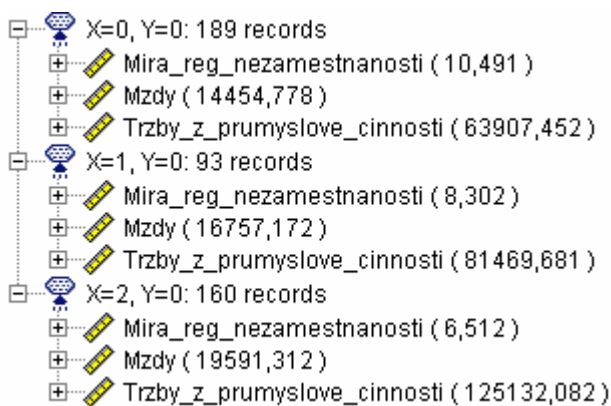 X=0, Y=0: 189 records
Mira_reg_nezamestnanosti ( 10,491 )
Mzdy ( 14454,778 )
Trzby_z_prumyslove_cinnosti ( 63907,452 )
X=1, Y=0: 93 records
Mira_reg_nezamestnanosti ( 8,302 )
Mzdy ( 16757,172 )
Trzby_z_prumyslove_cinnosti ( 81469,681 )
X=2, Y=0: 160 records
Mira_reg_nezamestnanosti ( 6,512 )
Mzdy ( 19591,312 )
Trzby_z_prumyslove_cinnosti ( 125132,082 )